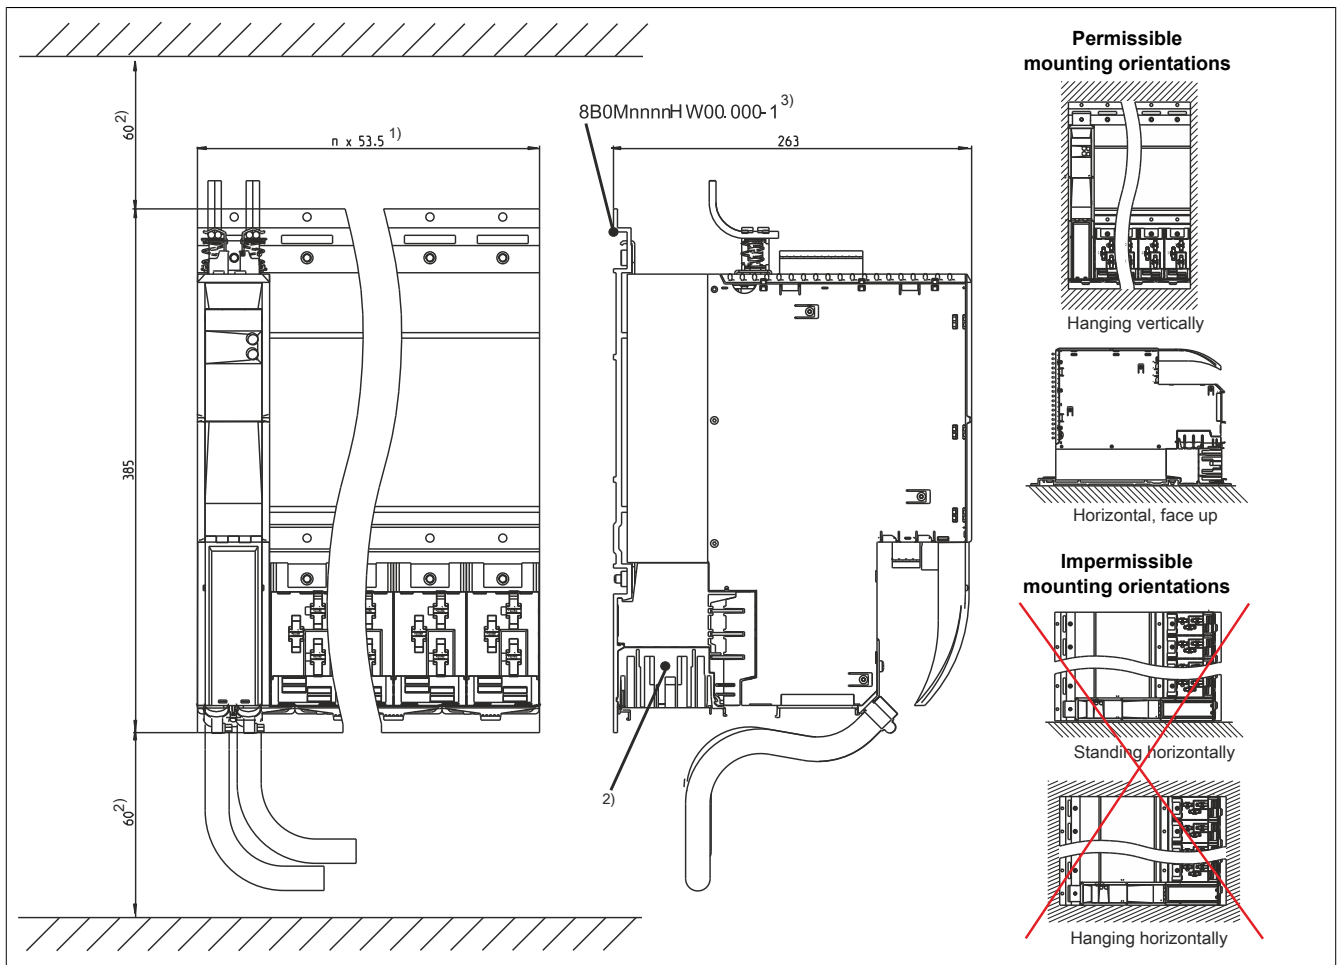 60 2)
n x 53.5 1)
385
60 2)
8B0MnnnnHW00.000-1 3)
263
2)
Permissible
mounting orientations
Hanging vertically
Horizontal, face up
Impermissible
mounting orientations
Standing horizontally
Hanging horizontally